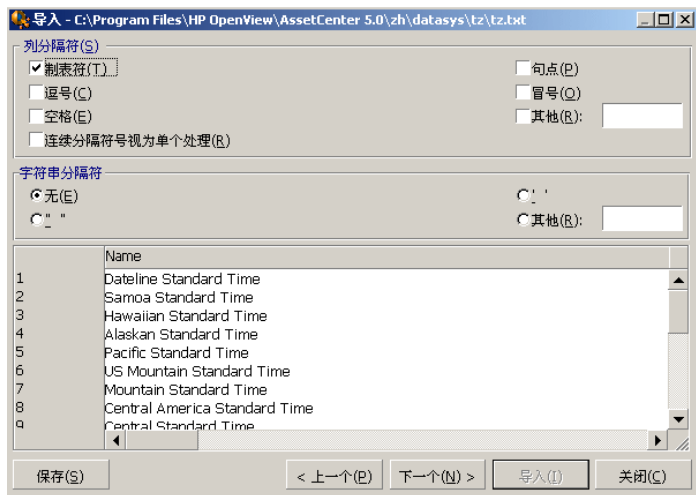 导入 - C:\Program Files\HP OpenView\AssetCenter 5.0\zh\datasys\tz\tz.txt
列分隔符(S)
制表符(T) 句点(P)
逗号(C) 冒号(O)
空格(E) 其他(R):
连续分隔符号视为单个处理(R)
字符串分隔符
无(E) ' '
" " 其他(R):
Name
1 Dateline Standard Time
2 Samoa Standard Time
3 Hawaiian Standard Time
4 Alaskan Standard Time
5 Pacific Standard Time
6 US Mountain Standard Time
7 Mountain Standard Time
8 Central America Standard Time
9 Central Standard Time
保存(S) < 上一个(P) 下一个(N) > 导入(I) 关闭(C)